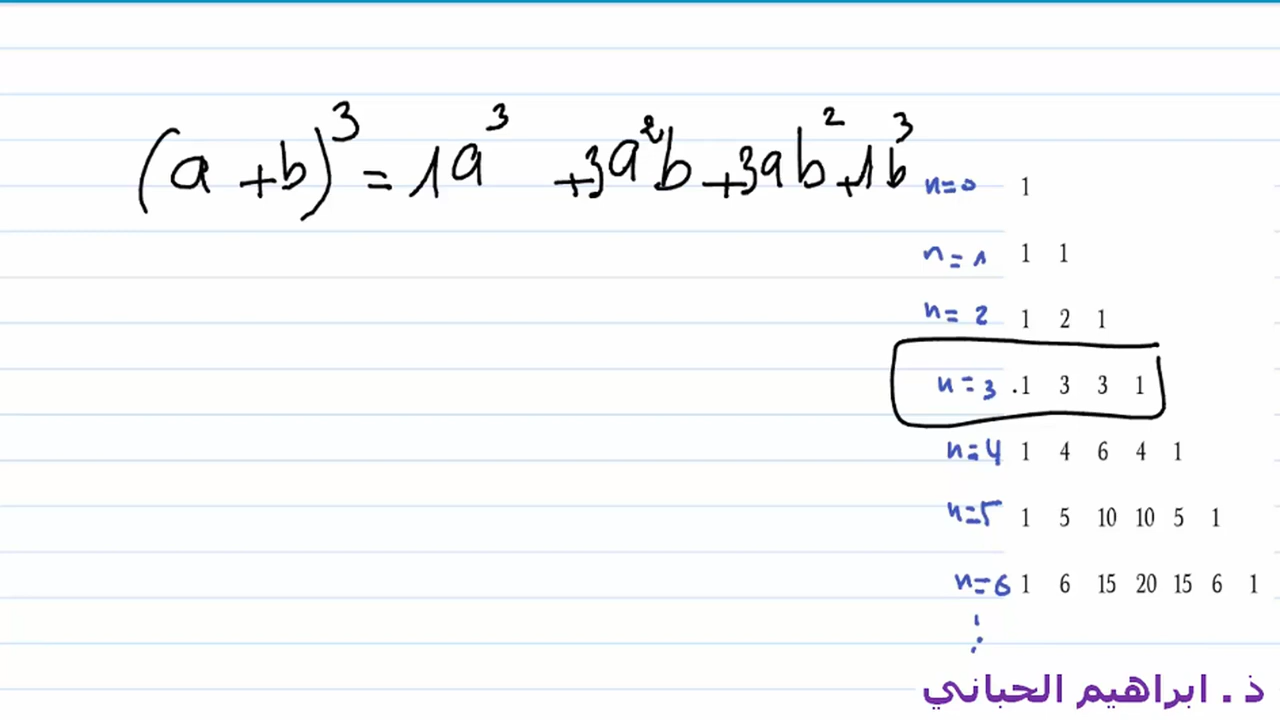 (a + b)³ = 1a³ + 3a²b + 3ab² + 1b³
n=0 1
n=1 1 1
n=2 1 2 1
n=3 .1 3 3 1
n=4 1 4 6 4 1
n=5 1 5 10 10 5 1
n=6 1 6 15 20 15 6 1
⋮
ذ . ابراهيم الحباني